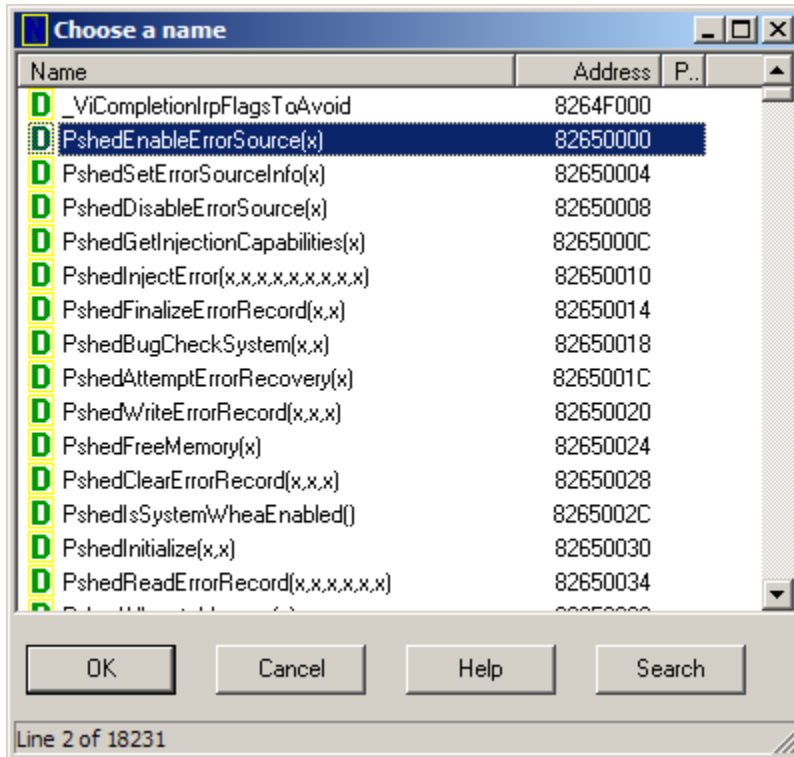 Choose a name
Name Address P..
D _ViCompletionIrpFlagsToAvoid 8264F000
D PshedEnableErrorSource(x) 82650000
D PshedSetErrorSourceInfo(x) 82650004
D PshedDisableErrorSource(x) 82650008
D PshedGetInjectionCapabilities(x) 8265000C
D PshedInjectError(x,x,x,x,x,x,x,x,x) 82650010
D PshedFinalizeErrorRecord(x,x) 82650014
D PshedBugCheckSystem(x,x) 82650018
D PshedAttemptErrorRecovery(x) 8265001C
D PshedWriteErrorRecord(x,x,x) 82650020
D PshedFreeMemory(x) 82650024
D PshedClearErrorRecord(x,x,x) 82650028
D PshedIsSystemWheaEnabled() 8265002C
D PshedInitialize(x,x) 82650030
D PshedReadErrorRecord(x,x,x,x,x,x) 82650034
OK Cancel Help Search
Line 2 of 18231